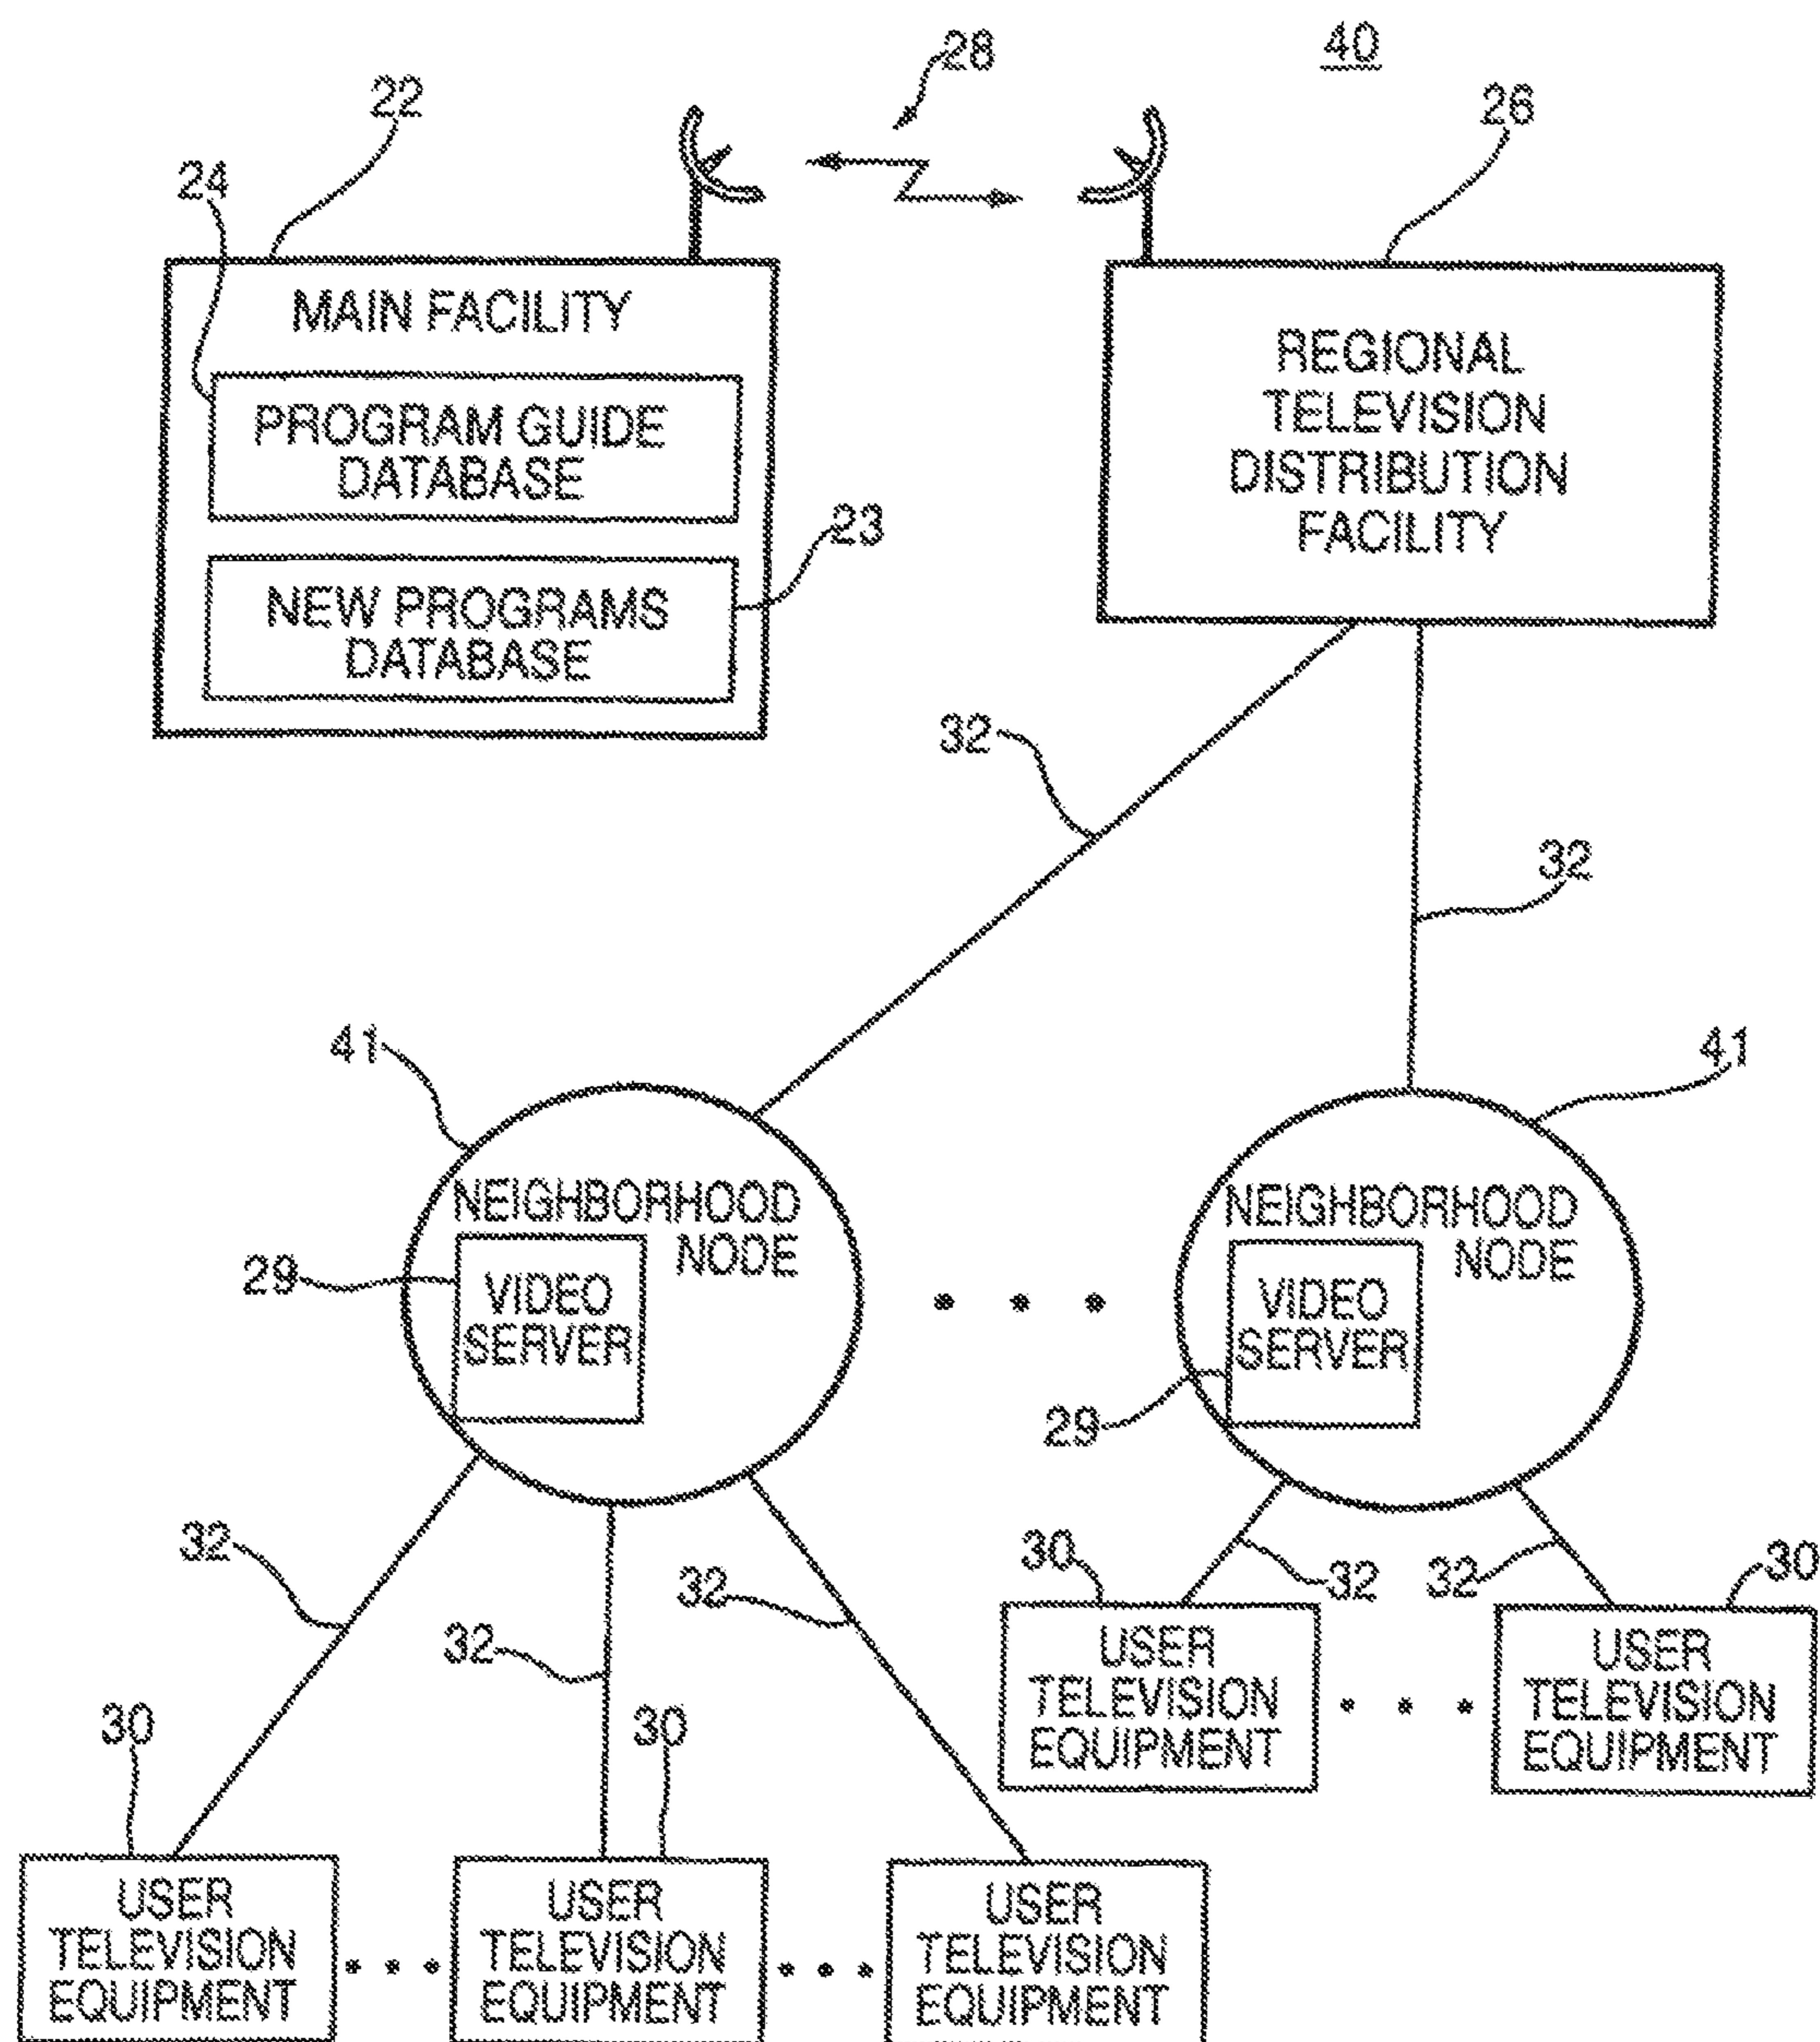 28
40
22
26
24
MAIN FACILITY
PROGRAM GUIDE
DATABASE
23
NEW PROGRAMS
DATABASE
REGIONAL
TELEVISION
DISTRIBUTION
FACILITY
32
32
41
41
NEIGHBORHOOD
NODE
29
VIDEO
SERVER
NEIGHBORHOOD
NODE
VIDEO
SERVER
29
32
32
32
30
32
32
30
USER
TELEVISION
EQUIPMENT
USER
TELEVISION
EQUIPMENT
30
30
USER
TELEVISION
EQUIPMENT
USER
TELEVISION
EQUIPMENT
USER
TELEVISION
EQUIPMENT